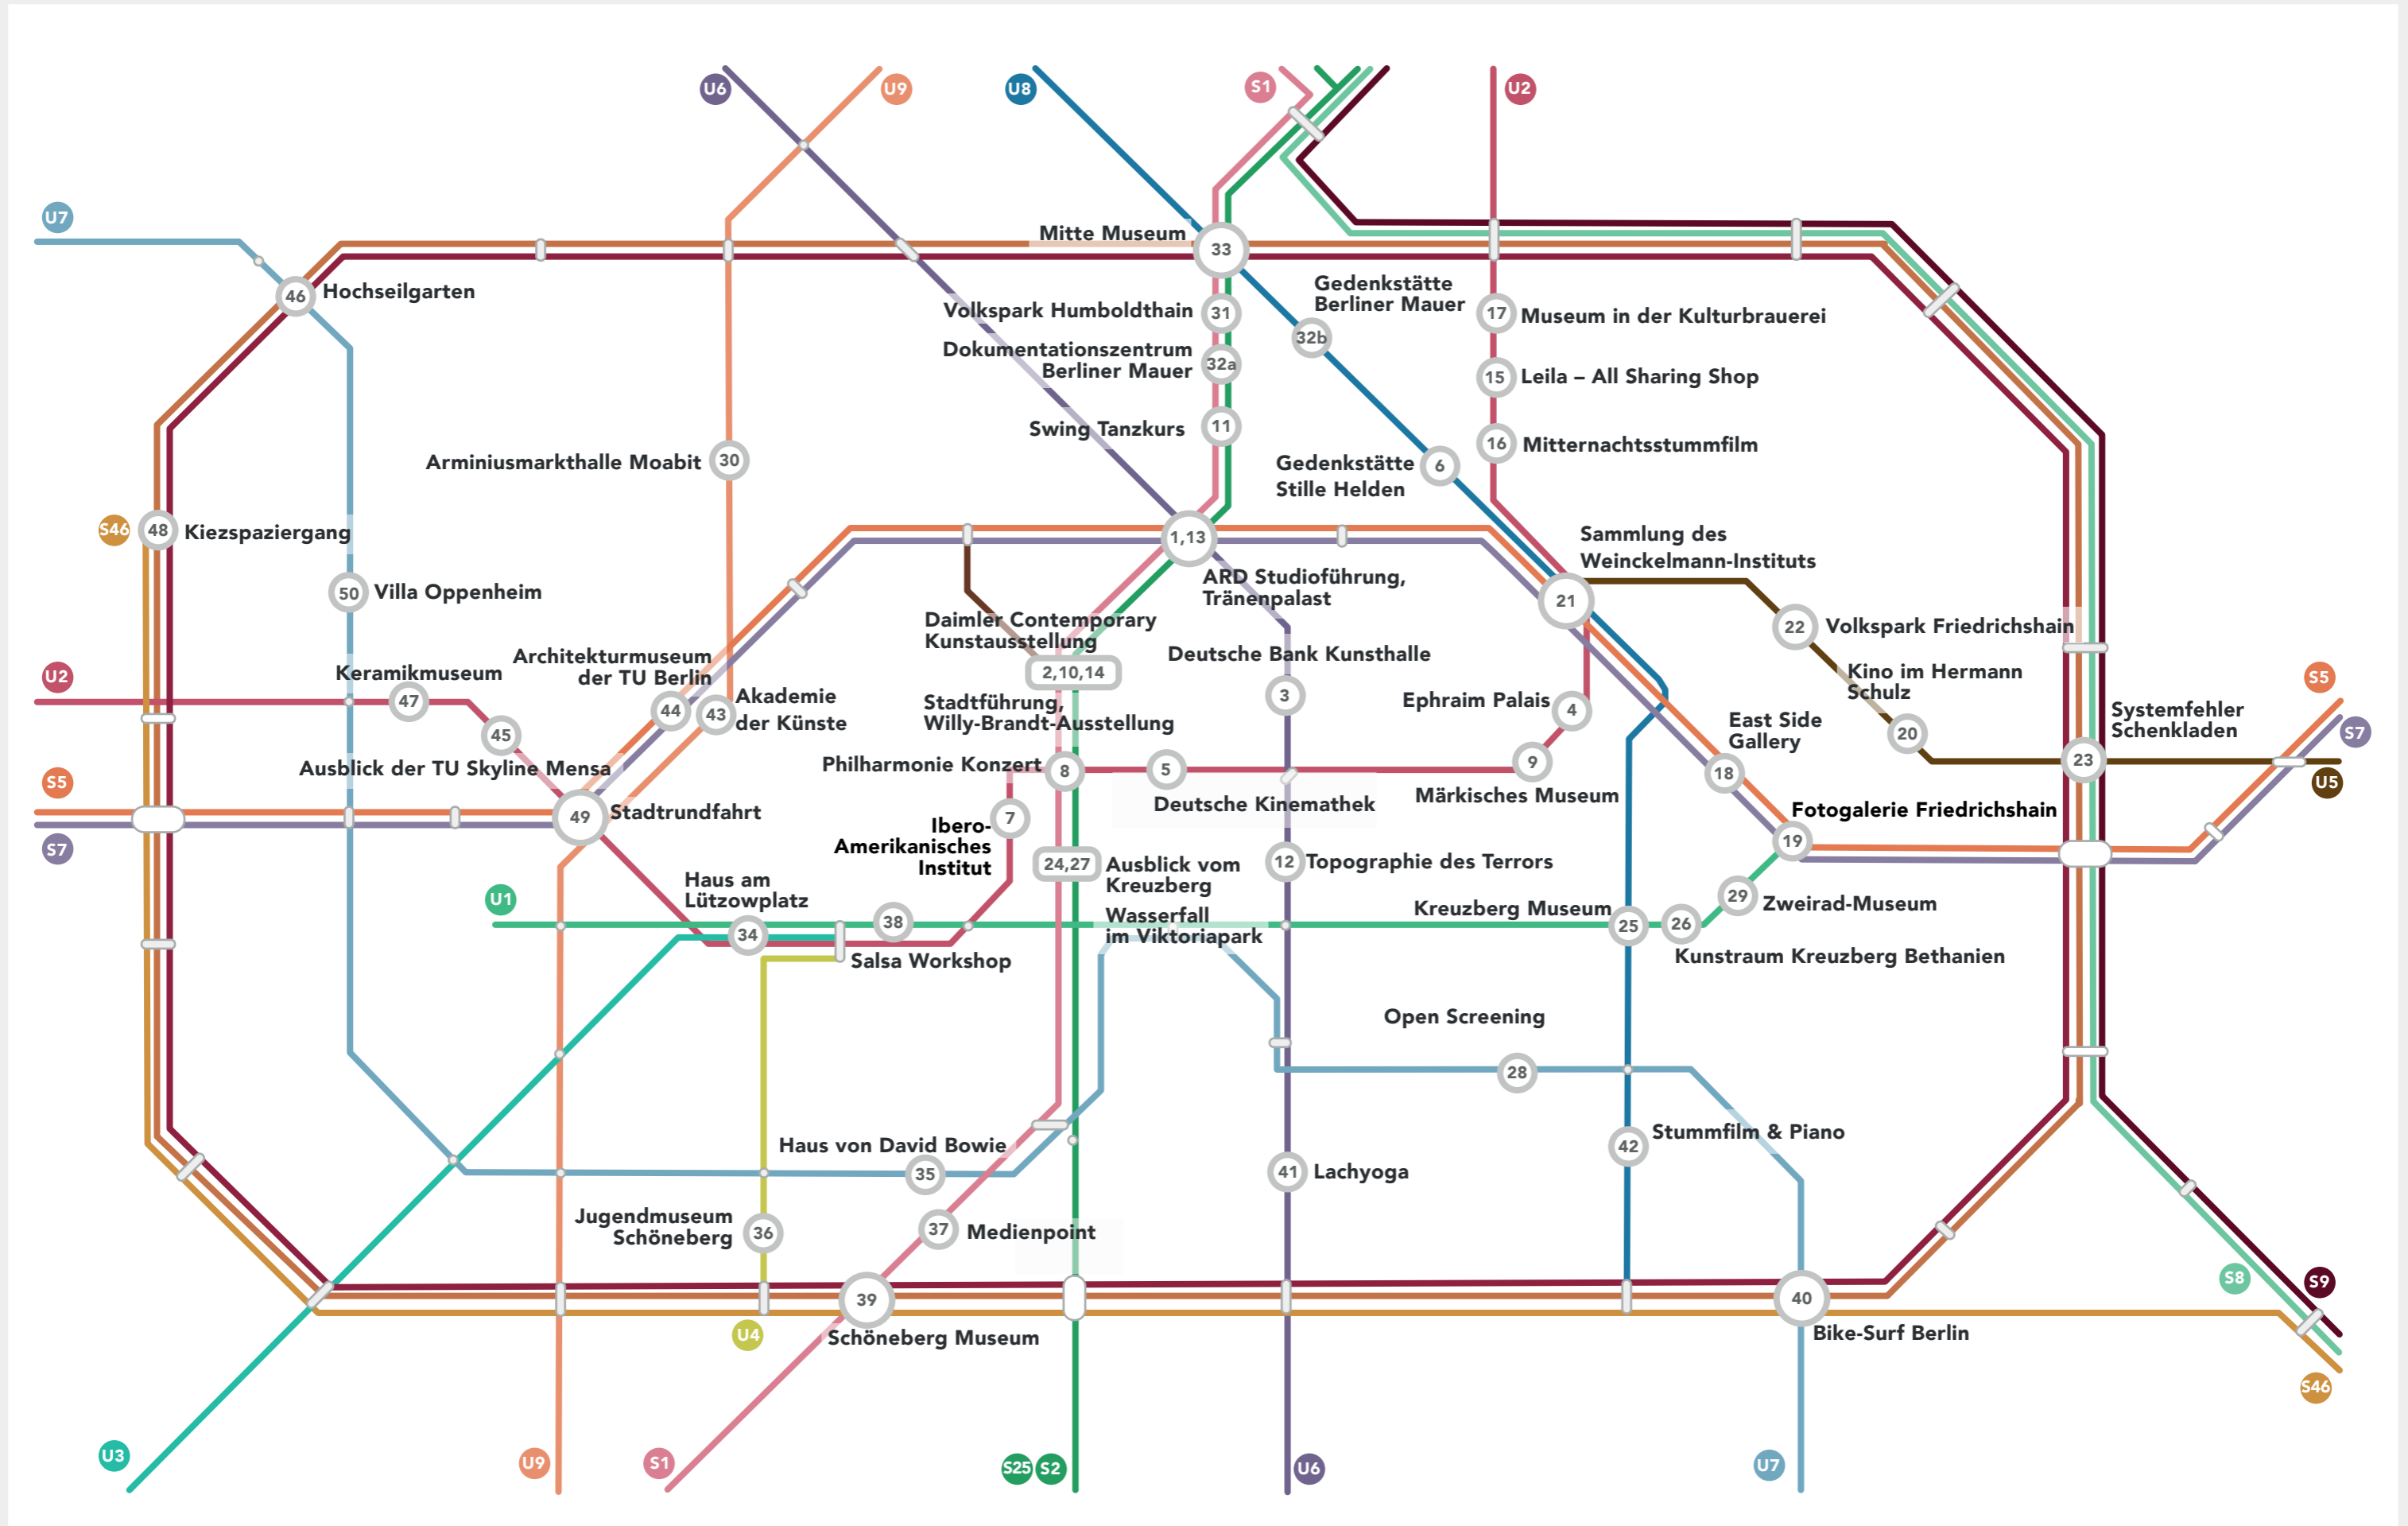 U6
U9
U8
S1
U2
U7
Mitte Museum
33
46
Hochseilgarten
Gedenkstätte
Berliner Mauer
Volkspark Humboldthain
31
17
Museum in der Kulturbrauerei
32b
Dokumentationszentrum
Berliner Mauer
32a
15
Leila – All Sharing Shop
Swing Tanzkurs
11
16
Mitternachtsstummfilm
Arminiusmarkthalle Moabit
30
Gedenkstätte
Stille Helden
6
S46
48
Kiezspaziergang
1,13
Sammlung des
Weinckelmann-Instituts
ARD Studioführung,
Tränenpalast
50
Villa Oppenheim
21
Daimler Contemporary
Kunstausstellung
22
Volkspark Friedrichshain
2,10,14
Deutsche Bank Kunsthalle
Architekturmuseum
der TU Berlin
Keramikmuseum
Kino im Hermann
Schulz
U2
47
44
43
Akademie
der Künste
Stadtführung,
Willy-Brandt-Ausstellung
3
Ephraim Palais
4
S5
45
East Side
Gallery
20
Systemfehler
Schenkladen
S7
Ausblick der TU Skyline Mensa
Philharmonie Konzert
8
5
9
18
23
S5
U5
Deutsche Kinemathek
Märkisches Museum
49
Stadtrundfahrt
7
Ibero-
Amerikanisches
Institut
Fotogalerie Friedrichshain
19
S7
24,27
Ausblick vom
Kreuzberg
12
Topographie des Terrors
Haus am
Lützowplatz
U1
38
34
Wasserfall
im Viktoriapark
Kreuzberg Museum
25
26
29
Zweirad-Museum
Salsa Workshop
Kunstraum Kreuzberg Bethanien
Open Screening
28
Haus von David Bowie
35
42
Stummfilm & Piano
41
Lachyoga
Jugendmuseum
Schöneberg
36
37
Medienpoint
39
40
S8
S9
U4
Schöneberg Museum
Bike-Surf Berlin
S46
U3
U9
S1
S25
S2
U6
U7